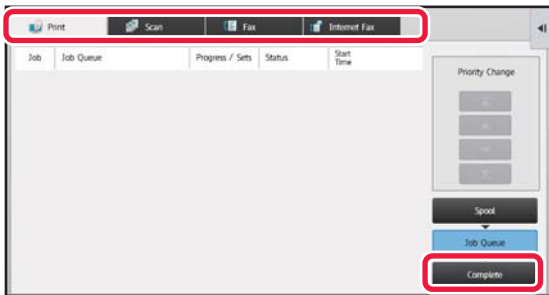 Print Scan Fax Internet Fax
Job Job Queue Progress / Sets Status Start Time
Priority Change
Spool
Job Queue
Complete